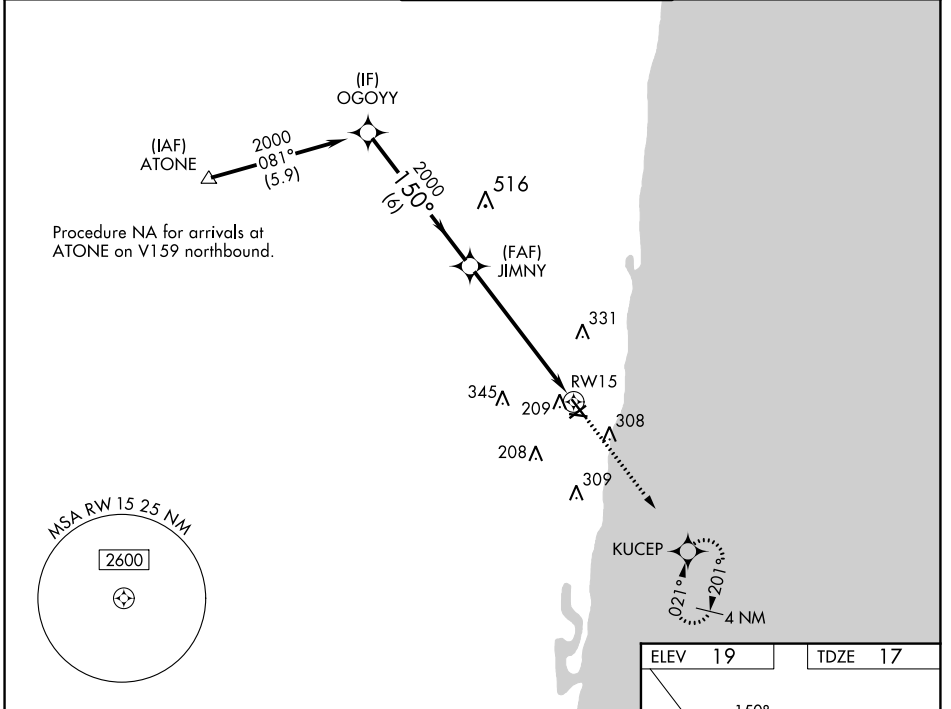 (IF)
OGOYY
(IAF)
ATONE
2000
081°
(5.9)
2000
150°
(6)
516
Procedure NA for arrivals at
ATONE on V159 northbound.
(FAF)
JIMNY
331
RW15
345
209
308
208
309
MSA RW 15 25 NM
2600
KUCEP
021°
201°
4 NM
ELEV 19
TDZE 17
150°